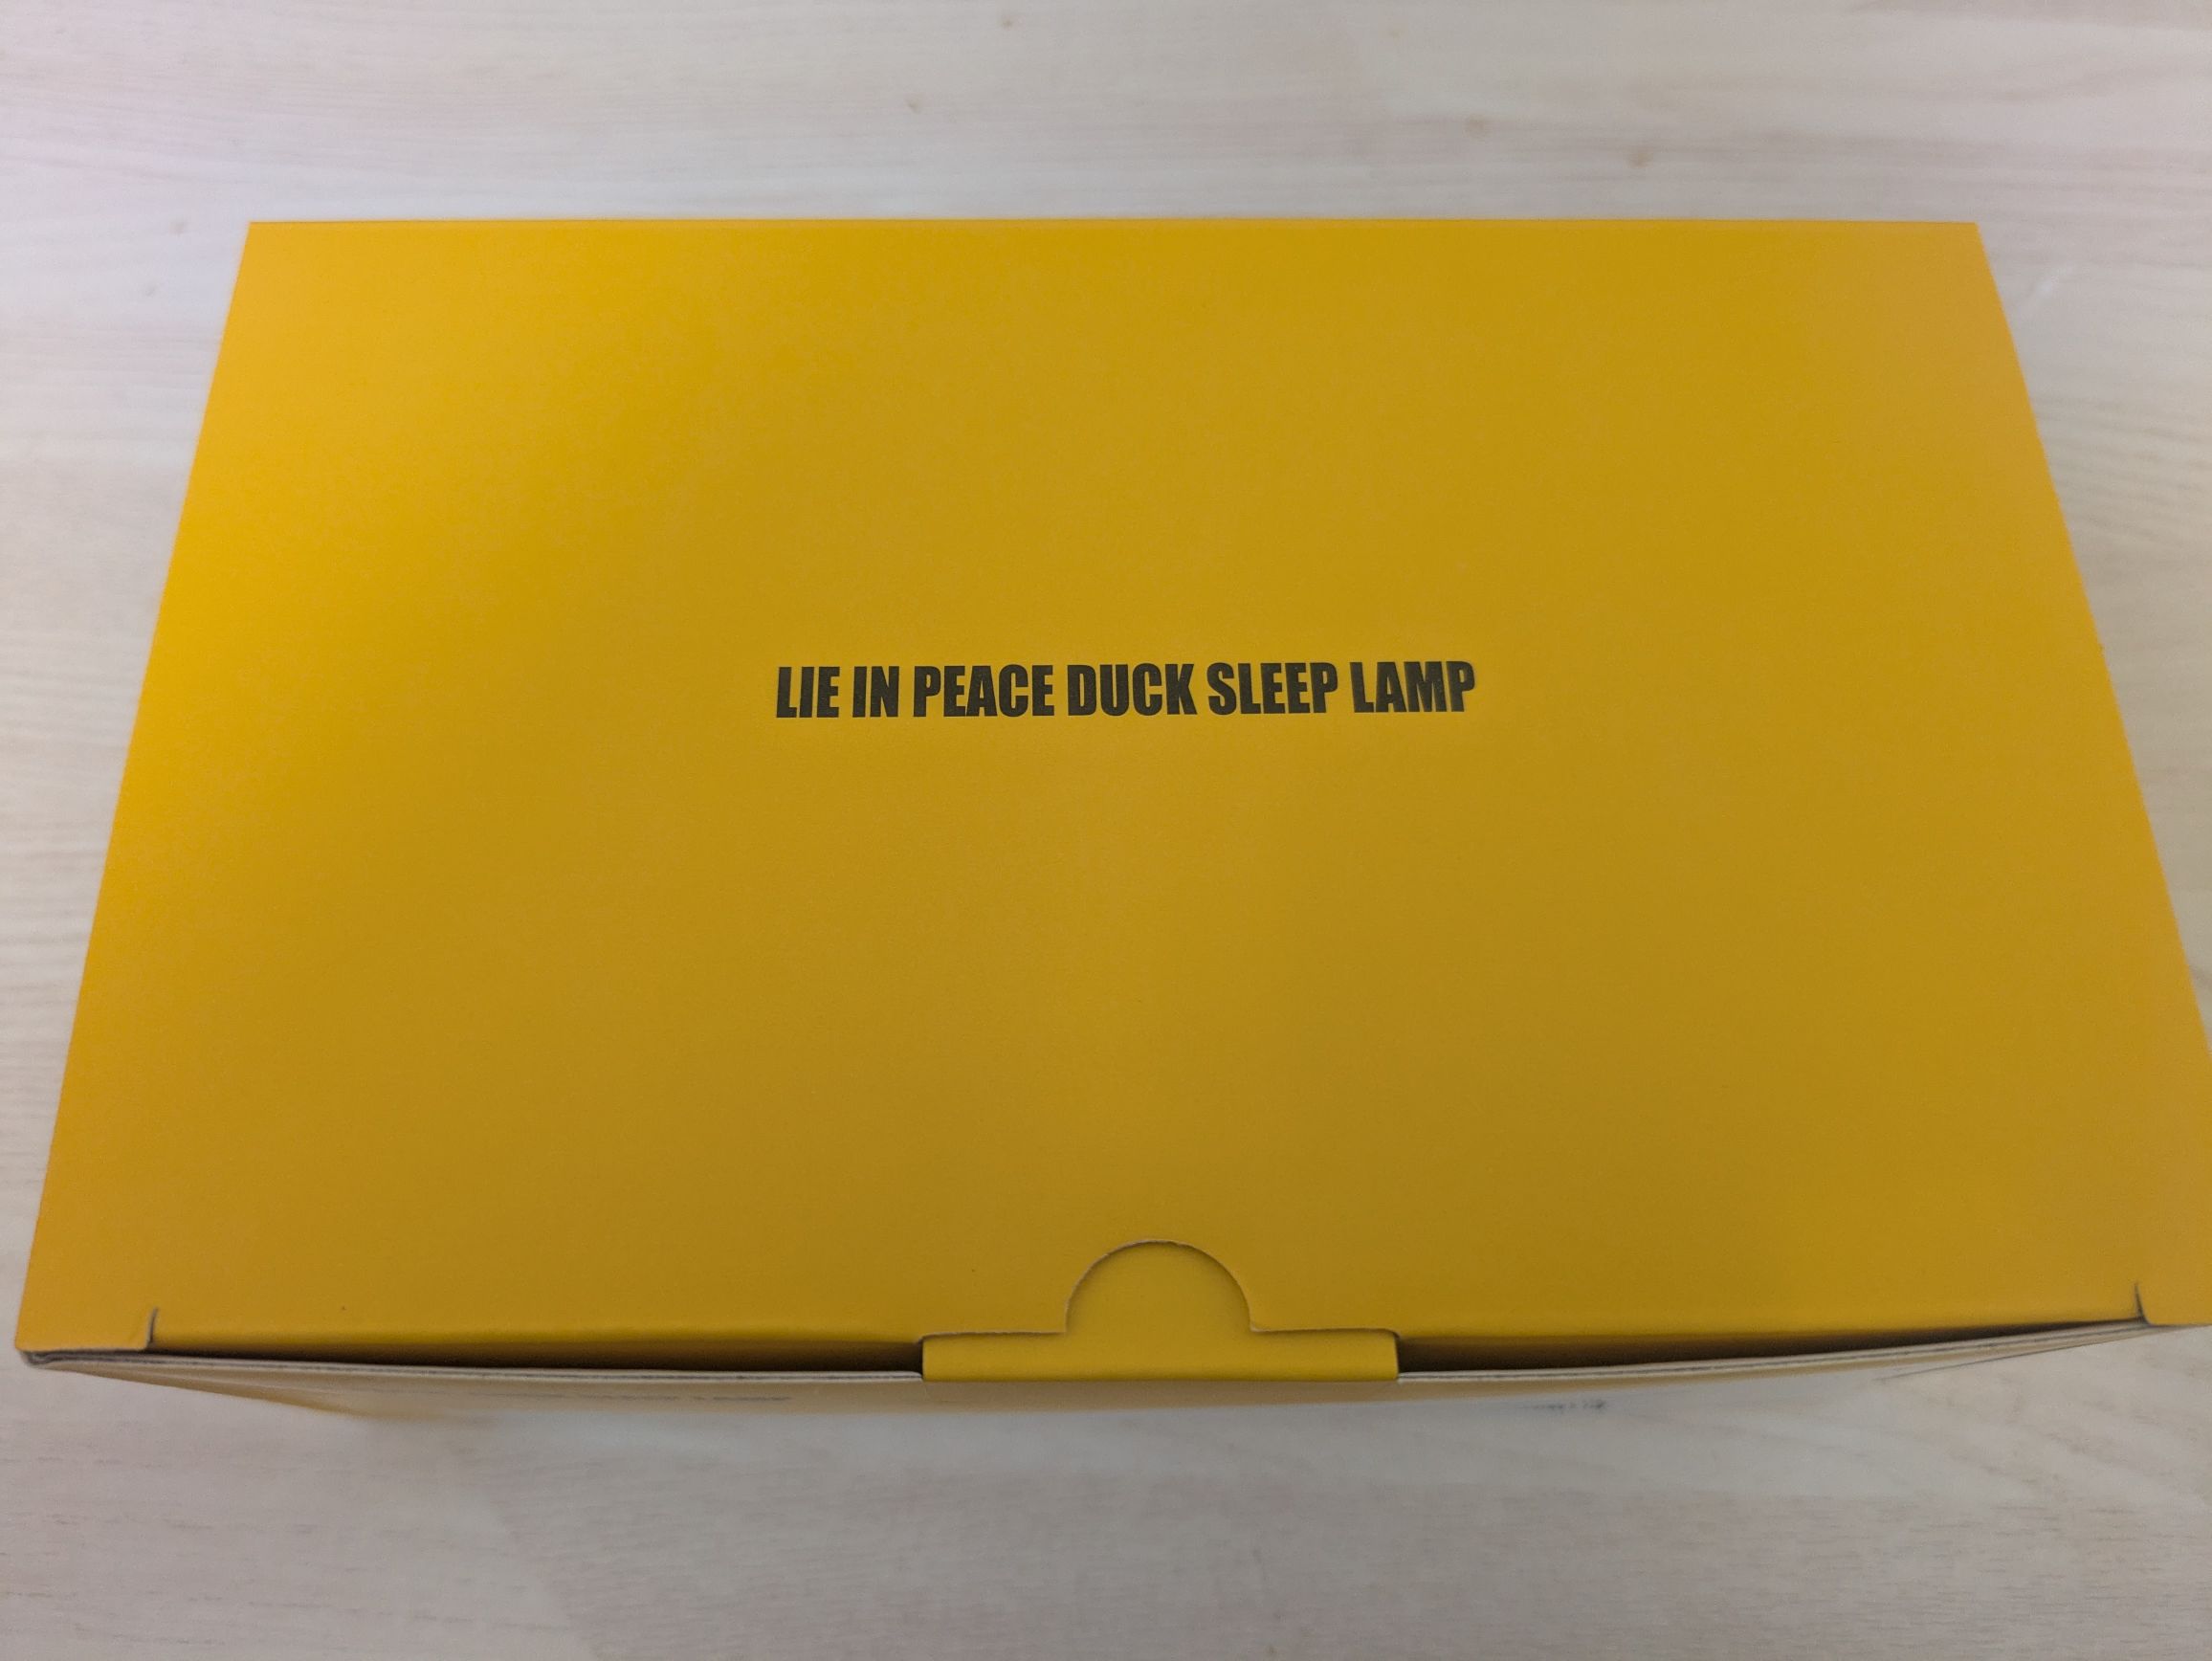 LIE IN PEACE DUCK SLEEP LAMP